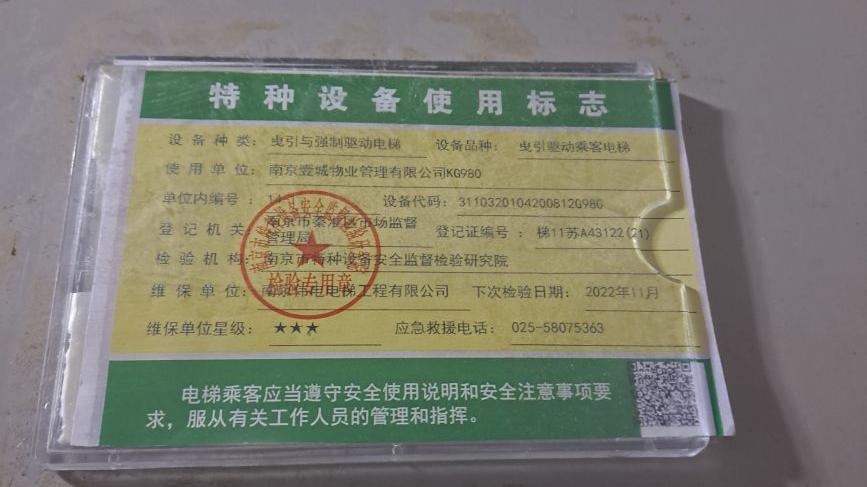 特种设备使用标志
设备种类：曳引与强制驱动电梯 设备品种：曳引驱动乘客电梯
使用单位：南京壹城物业管理有限公司KG980
单位内编号：14 设备代码：31103201042008120980
登记机关：南京市秦淮区市场监督管理局 登记证编号：梯11苏A43122(21)
检验机构：南京市特种设备安全监督检验研究院
维保单位：南京伟电电梯工程有限公司 下次检验日期：2022年11月
维保单位星级：★★★ 应急救援电话：025-58075363
检验专用章
电梯乘客应当遵守安全使用说明和安全注意事项要
求，服从有关工作人员的管理和指挥。